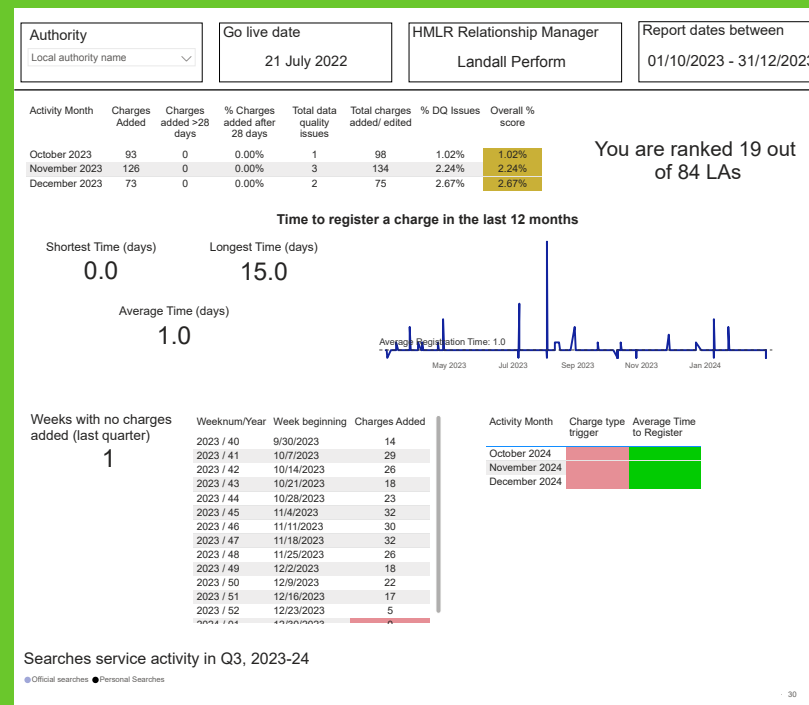 Authority
Local authority name
Go live date
21 July 2022
HMLR Relationship Manager
Landall Perform
Report dates between
01/10/2023 - 31/12/2023
Activity Month Charges Added Charges added >28 days % Charges added after 28 days Total data quality issues Total charges added/ edited % DQ Issues Overall % score
October 2023 93 0 0.00% 1 98 1.02% 1.02%
November 2023 126 0 0.00% 3 134 2.24% 2.24%
December 2023 73 0 0.00% 2 75 2.67% 2.67%
You are ranked 19 out
of 84 LAs
Time to register a charge in the last 12 months
Shortest Time (days)
0.0
Longest Time (days)
15.0
Average Time (days)
1.0
Average Registration Time: 1.0
May 2023 Jul 2023 Sep 2023 Nov 2023 Jan 2024
Weeks with no charges
added (last quarter)
1
Weeknum/Year Week beginning Charges Added
2023 / 40 9/30/2023 14
2023 / 41 10/7/2023 29
2023 / 42 10/14/2023 26
2023 / 43 10/21/2023 18
2023 / 44 10/28/2023 23
2023 / 45 11/4/2023 32
2023 / 46 11/11/2023 30
2023 / 47 11/18/2023 32
2023 / 48 11/25/2023 26
2023 / 49 12/2/2023 18
2023 / 50 12/9/2023 22
2023 / 51 12/16/2023 17
2023 / 52 12/23/2023 5
2024 / 01 12/30/2023 0
Activity Month Charge type trigger Average Time to Register
October 2024
November 2024
December 2024
Searches service activity in Q3, 2023-24
Official searches Personal Searches
30